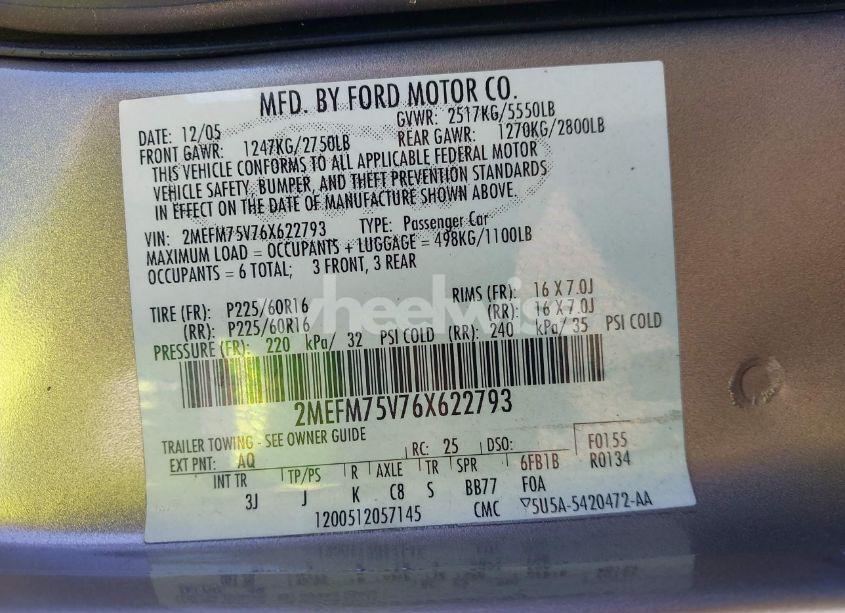 MFD. BY FORD MOTOR CO.
DATE: 12/05 GVWR: 2517KG/5550LB
FRONT GAWR: 1247KG/2750LB REAR GAWR: 1270KG/2800LB
THIS VEHICLE CONFORMS TO ALL APPLICABLE FEDERAL MOTOR
VEHICLE SAFETY, BUMPER, AND THEFT PREVENTION STANDARDS
IN EFFECT ON THE DATE OF MANUFACTURE SHOWN ABOVE.
VIN: 2MEFM75V76X622793 TYPE: Passenger Car
MAXIMUM LOAD = OCCUPANTS + LUGGAGE = 498KG/1100LB
OCCUPANTS = 6 TOTAL; 3 FRONT, 3 REAR
wheelwise
TIRE (FR): P225/60R16 RIMS (FR): 16 X 7.0J
(RR): P225/60R16 (RR): 16 X 7.0J
PRESSURE (FR): 220 kPa/ 32 PSI COLD (RR): 240 kPa/ 35 PSI COLD
2MEFM75V76X622793
TRAILER TOWING - SEE OWNER GUIDE
EXT PNT: AQ RC: 25 DSO: F0155
INT TR TP/PS R AXLE TR SPR 6FB1B R0134
3J J K C8 S BB77 FOA
1200512057145 CMC ▽5U5A-5420472-AA